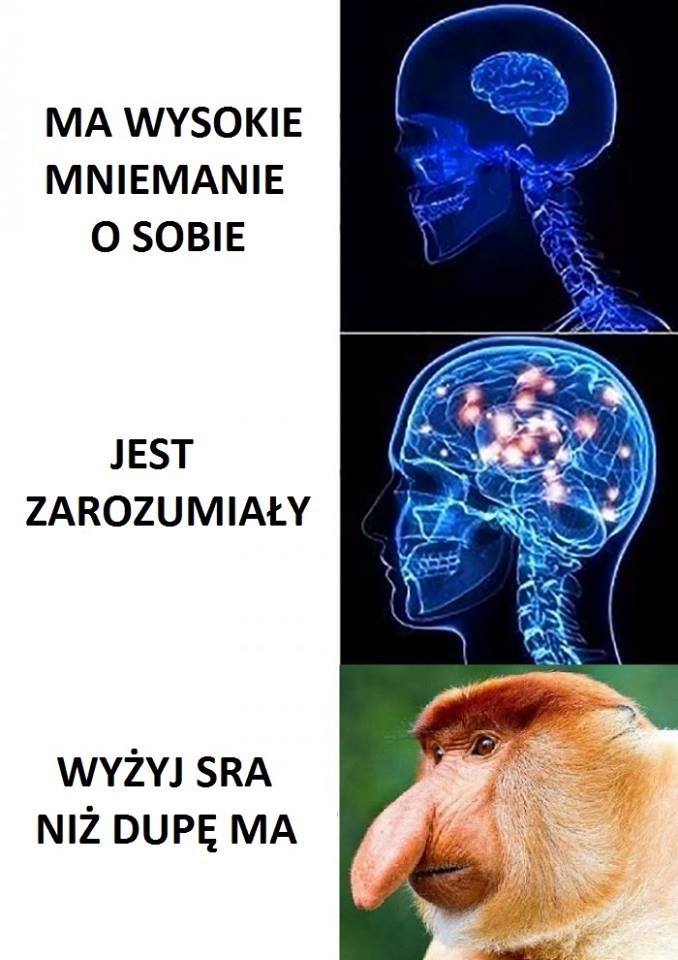 MA WYSOKIE
MNIEMANIE
O SOBIE
JEST
ZAROZUMIAŁY
WYŻYJ SRA
NIŻ DUPĘ MA